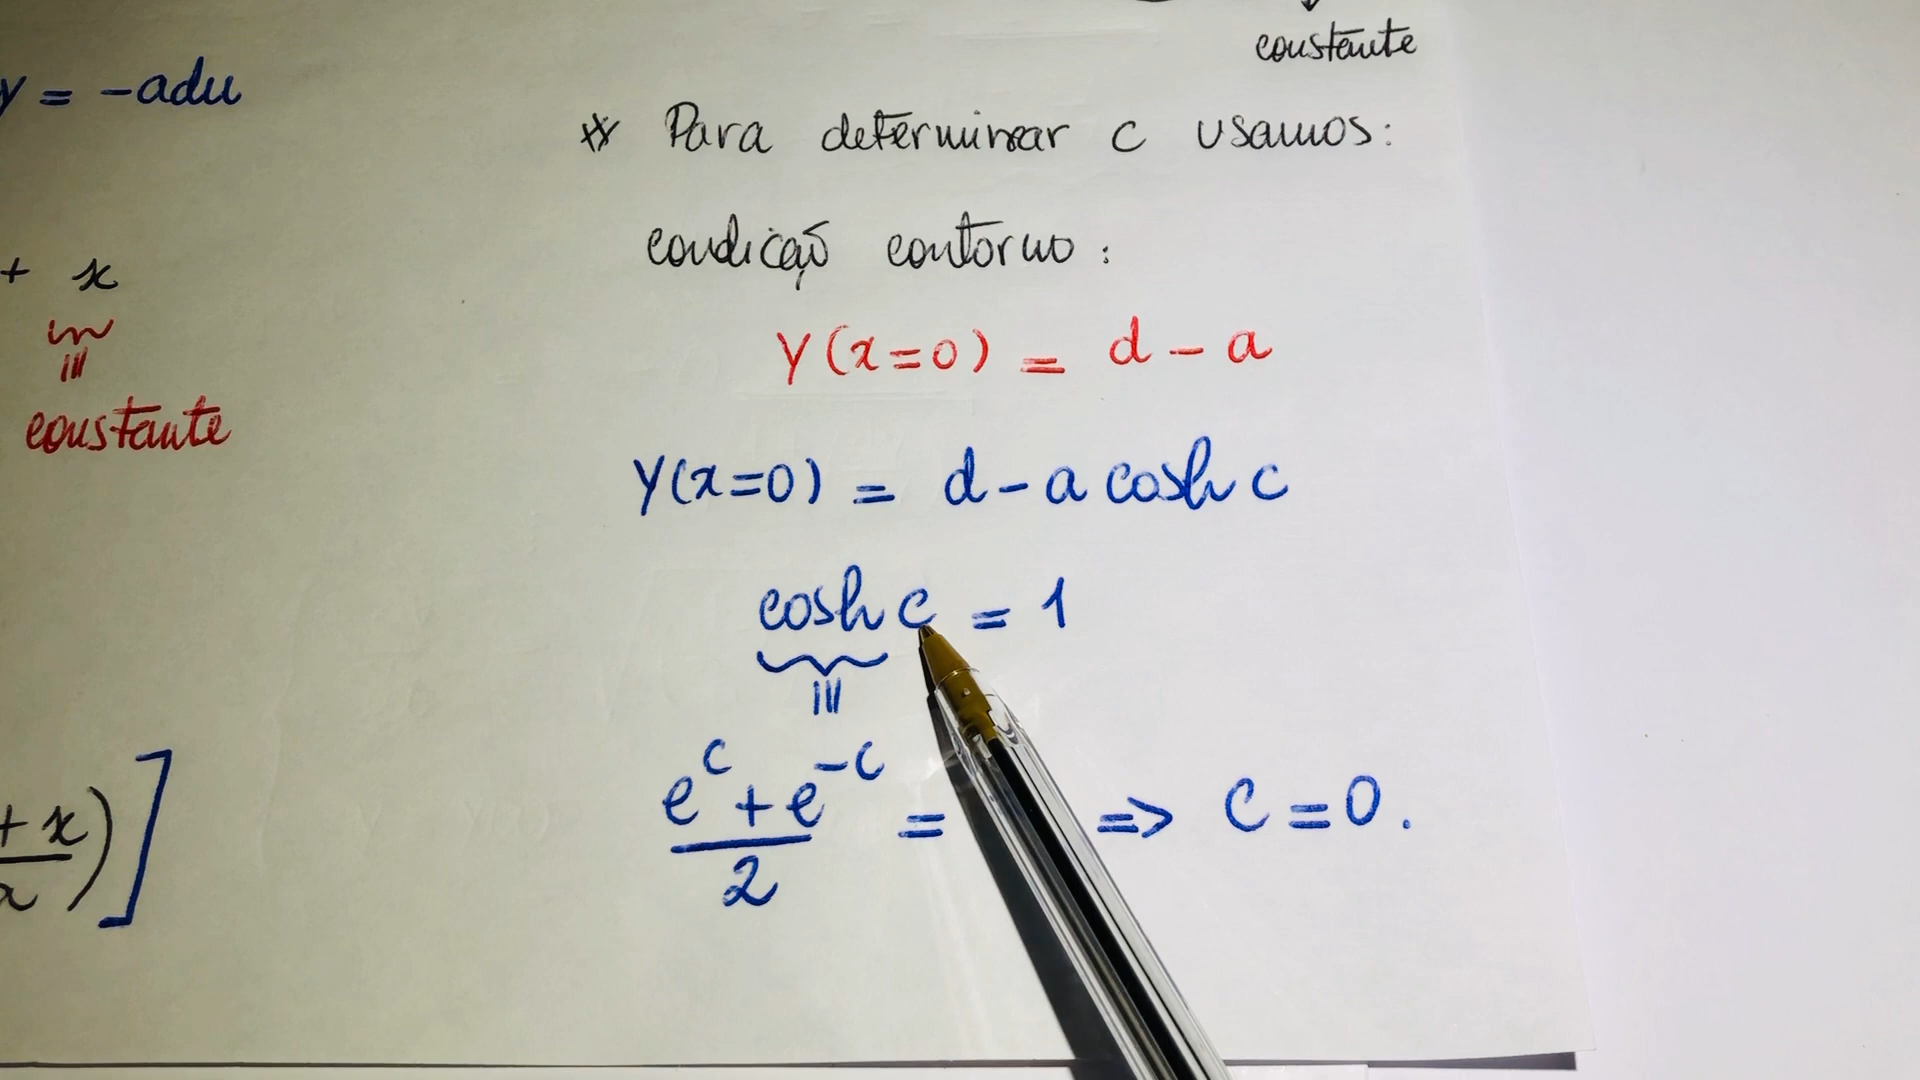 y = -adu
+ x
constante
+ x)]
constante
* Para determinar c usamos:
condição contorno:
Y(x=0) = d - a
Y(x=0) = d - a cosh c
cosh c = 1
e^c + e^-c = => c = 0.
2